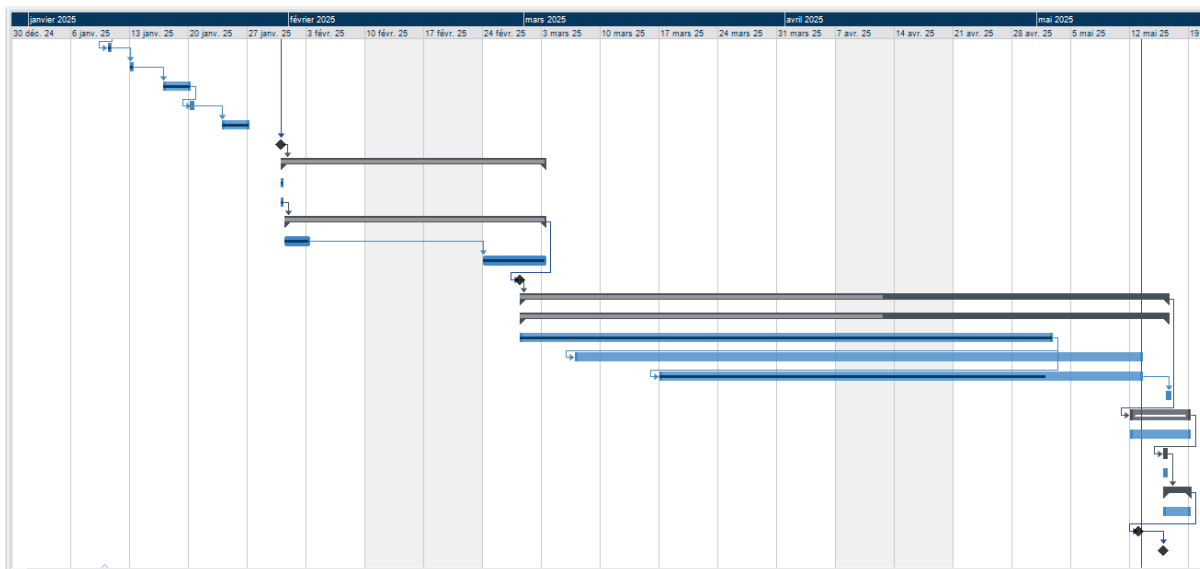 janvier 2025 février 2025 mars 2025 avril 2025 mai 2025
30 déc. 24 6 janv. 25 13 janv. 25 20 janv. 25 27 janv. 25 3 févr. 25 10 févr. 25 17 févr. 25 24 févr. 25 3 mars 25 10 mars 25 17 mars 25 24 mars 25 31 mars 25 7 avr. 25 14 avr. 25 21 avr. 25 28 avr. 25 5 mai 25 12 mai 25 19